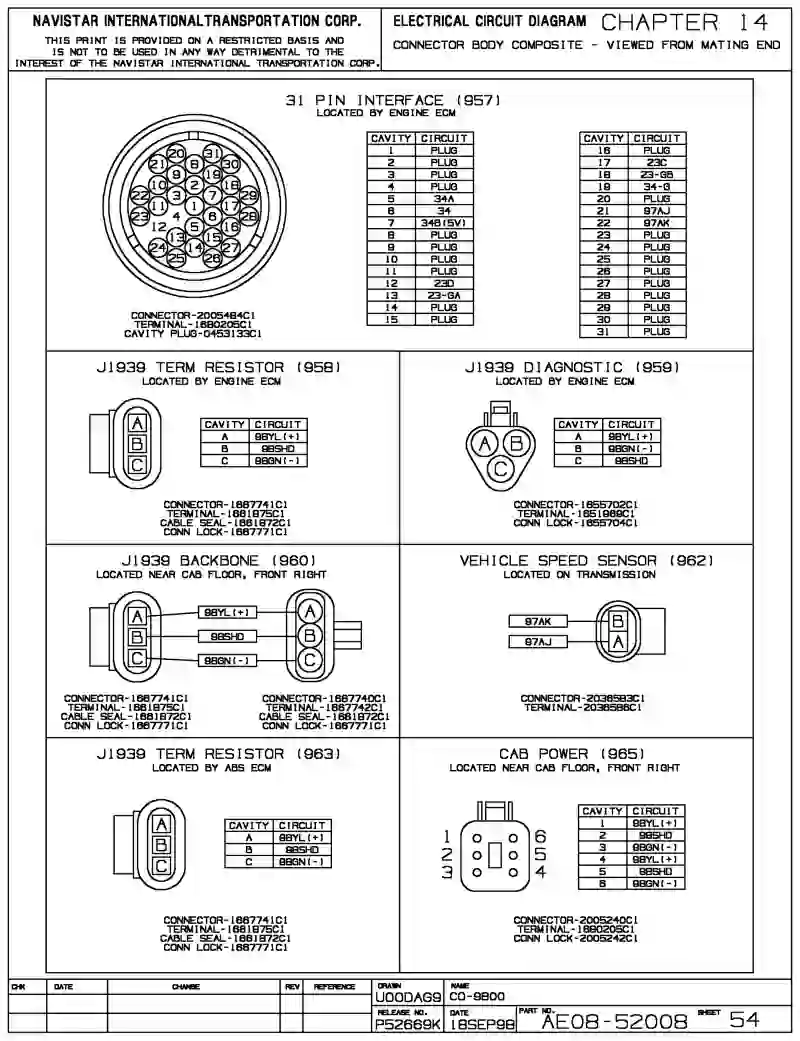 NAVISTAR INTERNATIONALTRANSPORTATION CORP.
THIS PRINT IS PROVIDED ON A RESTRICTED BASIS AND
IS NOT TO BE USED IN ANY WAY DETRIMENTAL TO THE
INTEREST OF THE NAVISTAR INTERNATIONAL TRANSPORTATION CORP.
ELECTRICAL CIRCUIT DIAGRAM CHAPTER 14
CONNECTOR BODY COMPOSITE - VIEWED FROM MATING END
31 PIN INTERFACE (957)
LOCATED BY ENGINE ECM
20 31
21 8 30
9 19
10 2 18
22 3 7 29
11 1 17
23 4 6 28
12 5 16
13 15
24 14 27
25 26
CONNECTOR-2005484C1
TERMINAL-1680205C1
CAVITY PLUG-0453133C1
CAVITY CIRCUIT
1 PLUG
2 PLUG
3 PLUG
4 PLUG
5 34A
6 34
7 34B(5V)
8 PLUG
9 PLUG
10 PLUG
11 PLUG
12 23D
13 23-GA
14 PLUG
15 PLUG
CAVITY CIRCUIT
16 PLUG
17 23C
18 23-GB
19 34-G
20 PLUG
21 97AJ
22 97AK
23 PLUG
24 PLUG
25 PLUG
26 PLUG
27 PLUG
28 PLUG
29 PLUG
30 PLUG
31 PLUG
J1939 TERM RESISTOR (958)
LOCATED BY ENGINE ECM
A
B
C
CAVITY CIRCUIT
A 98YL(+)
B 98SHD
C 98GN(-)
CONNECTOR-1667741C1
TERMINAL-1661875C1
CABLE SEAL-1661872C1
CONN LOCK-1667771C1
J1939 DIAGNOSTIC (959)
LOCATED BY ENGINE ECM
A B
C
CAVITY CIRCUIT
A 98YL(+)
B 98GN(-)
C 98SHD
CONNECTOR-1655702C1
TERMINAL-1651969C1
CONN LOCK-1655704C1
J1939 BACKBONE (960)
LOCATED NEAR CAB FLOOR, FRONT RIGHT
A 98YL(+) A
B 98SHD B
C 98GN(-) C
CONNECTOR-1667741C1
TERMINAL-1661875C1
CABLE SEAL-1661872C1
CONN LOCK-1667771C1
CONNECTOR-1667740C1
TERMINAL-1667742C1
CABLE SEAL-1661872C1
CONN LOCK-1667771C1
VEHICLE SPEED SENSOR (962)
LOCATED ON TRANSMISSION
97AK B
97AJ A
CONNECTOR-2036583C1
TERMINAL-2036586C1
J1939 TERM RESISTOR (963)
LOCATED BY ABS ECM
A
B
C
CAVITY CIRCUIT
A 98YL(+)
B 98SHD
C 98GN(-)
CONNECTOR-1667741C1
TERMINAL-1661875C1
CABLE SEAL-1661872C1
CONN LOCK-1667771C1
CAB POWER (965)
LOCATED NEAR CAB FLOOR, FRONT RIGHT
1 6
2 5
3 4
CAVITY CIRCUIT
1 98YL(+)
2 98SHD
3 98GN(-)
4 98YL(+)
5 98SHD
6 98GN(-)
CONNECTOR-2005240C1
TERMINAL-1680205C1
CONN LOCK-2005242C1
CHK DATE CHANGE REV REFERENCE
DRAWN
U00DAG9
NAME
CO-9800
RELEASE NO.
P52669K
DATE
18SEP98
PART NO.
AE08-52008
SHEET
54